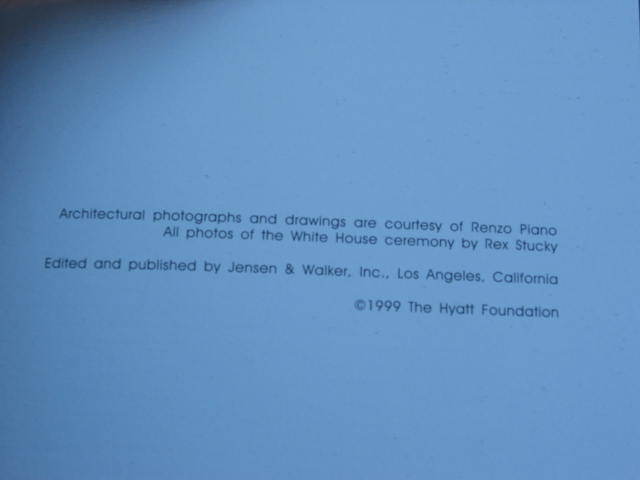 Architectural photographs and drawings are courtesy of Renzo Piano
All photos of the White House ceremony by Rex Stucky
Edited and published by Jensen & Walker, Inc., Los Angeles, California
©1999 The Hyatt Foundation